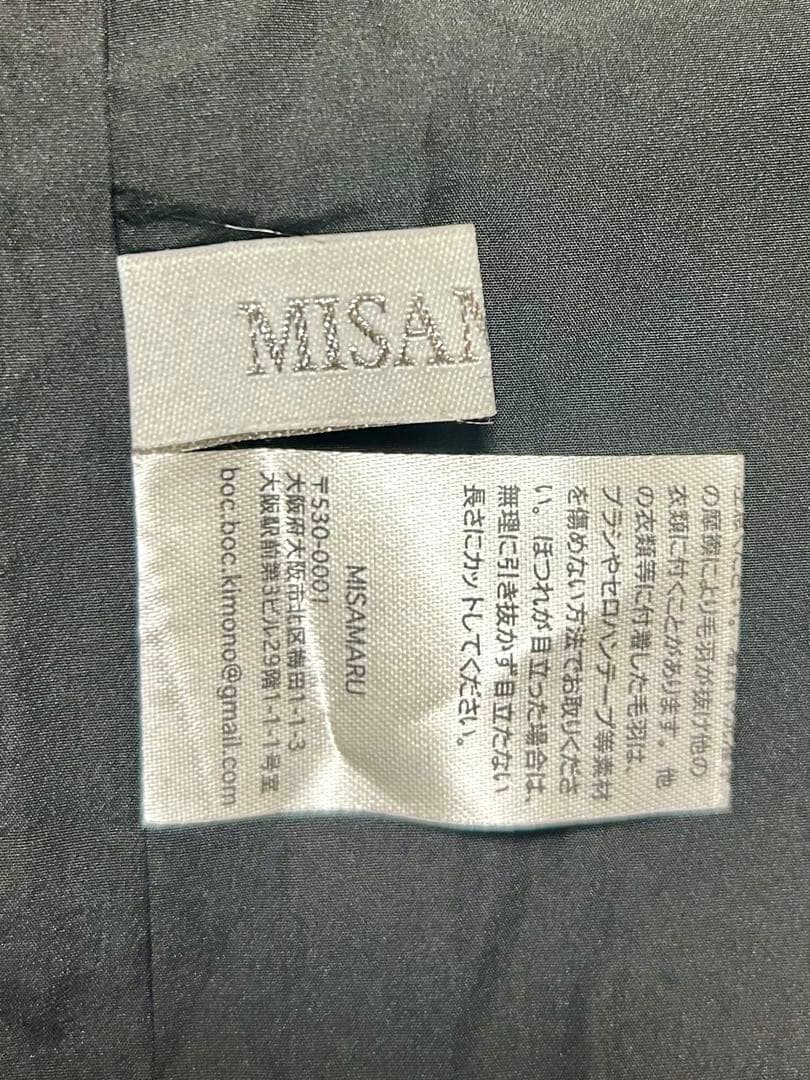 MISAM
の摩擦により毛羽が抜け他の
衣類に付くことがあります。他
の衣類等に付着した毛羽は、
ブラシやセロハンテープ等素材
を傷めない方法でお取りくださ
い。ほつれが目立った場合は、
無理に引き抜かず目立たない
長さにカットしてください。
MISAMARU
〒530-0001
大阪府大阪市北区梅田1-1-3
大阪駅前第3ビル29階1-1-1号室
boc.boc.kimono@gmail.com